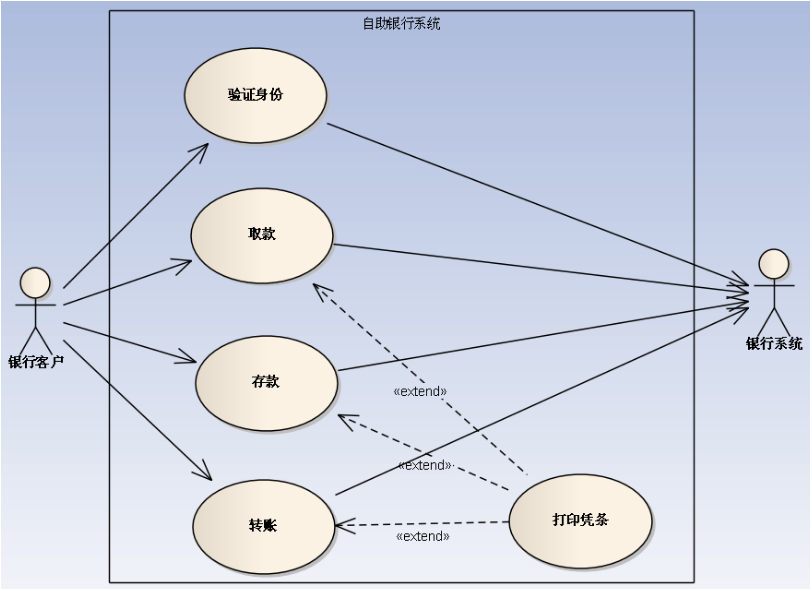 自助银行系统
验证身份
取款
银行客户
银行系统
存款
«extend»
«extend»
转账
打印凭条
«extend»